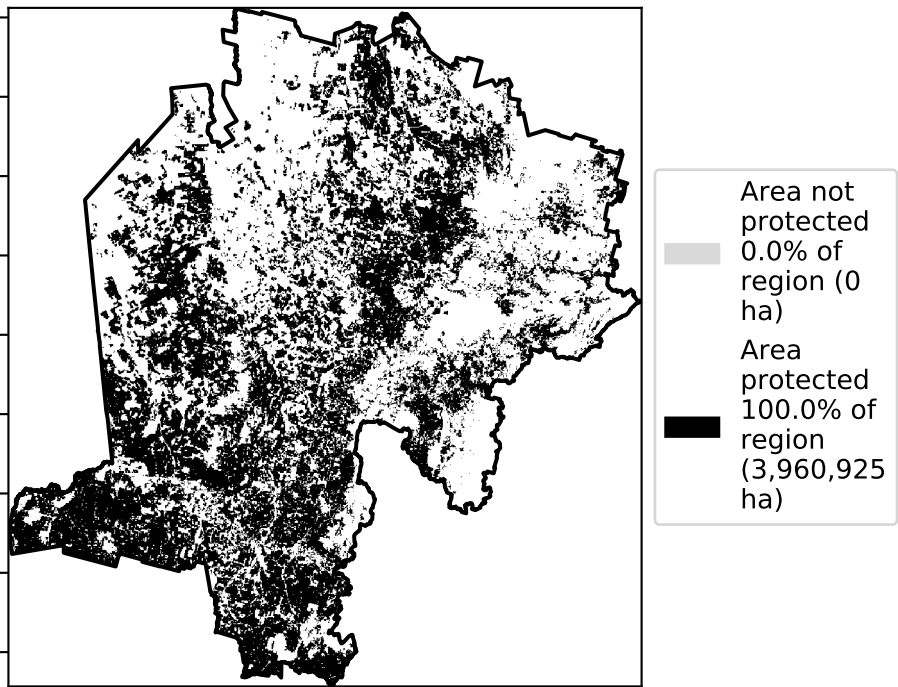 Area not
protected
0.0% of
region (0
ha)
Area
protected
100.0% of
region
(3,960,925
ha)